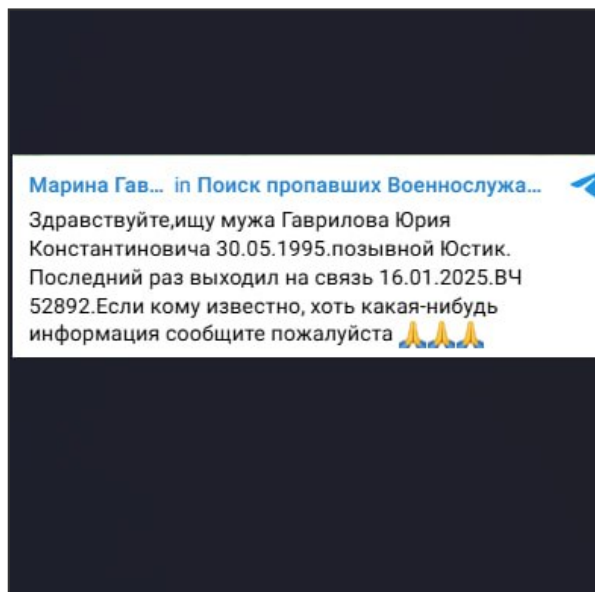 Марина Гав... in Поиск пропавших Военнослужа...
Здравствуйте,ищу мужа Гаврилова Юрия
Константиновича 30.05.1995.позывной Юстик.
Последний раз выходил на связь 16.01.2025.ВЧ
52892.Если кому известно, хоть какая-нибудь
информация сообщите пожалуйста 🙏🙏🙏